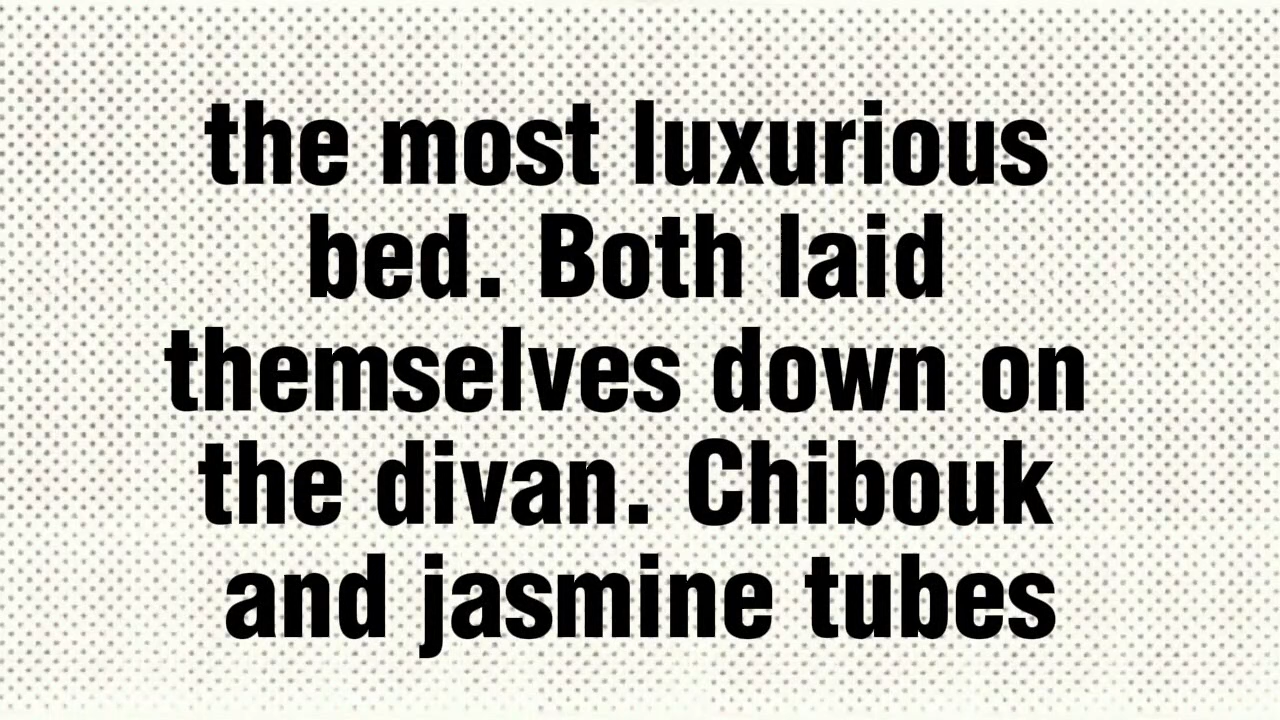 the most luxurious
bed. Both laid
themselves down on
the divan. Chibouk
and jasmine tubes